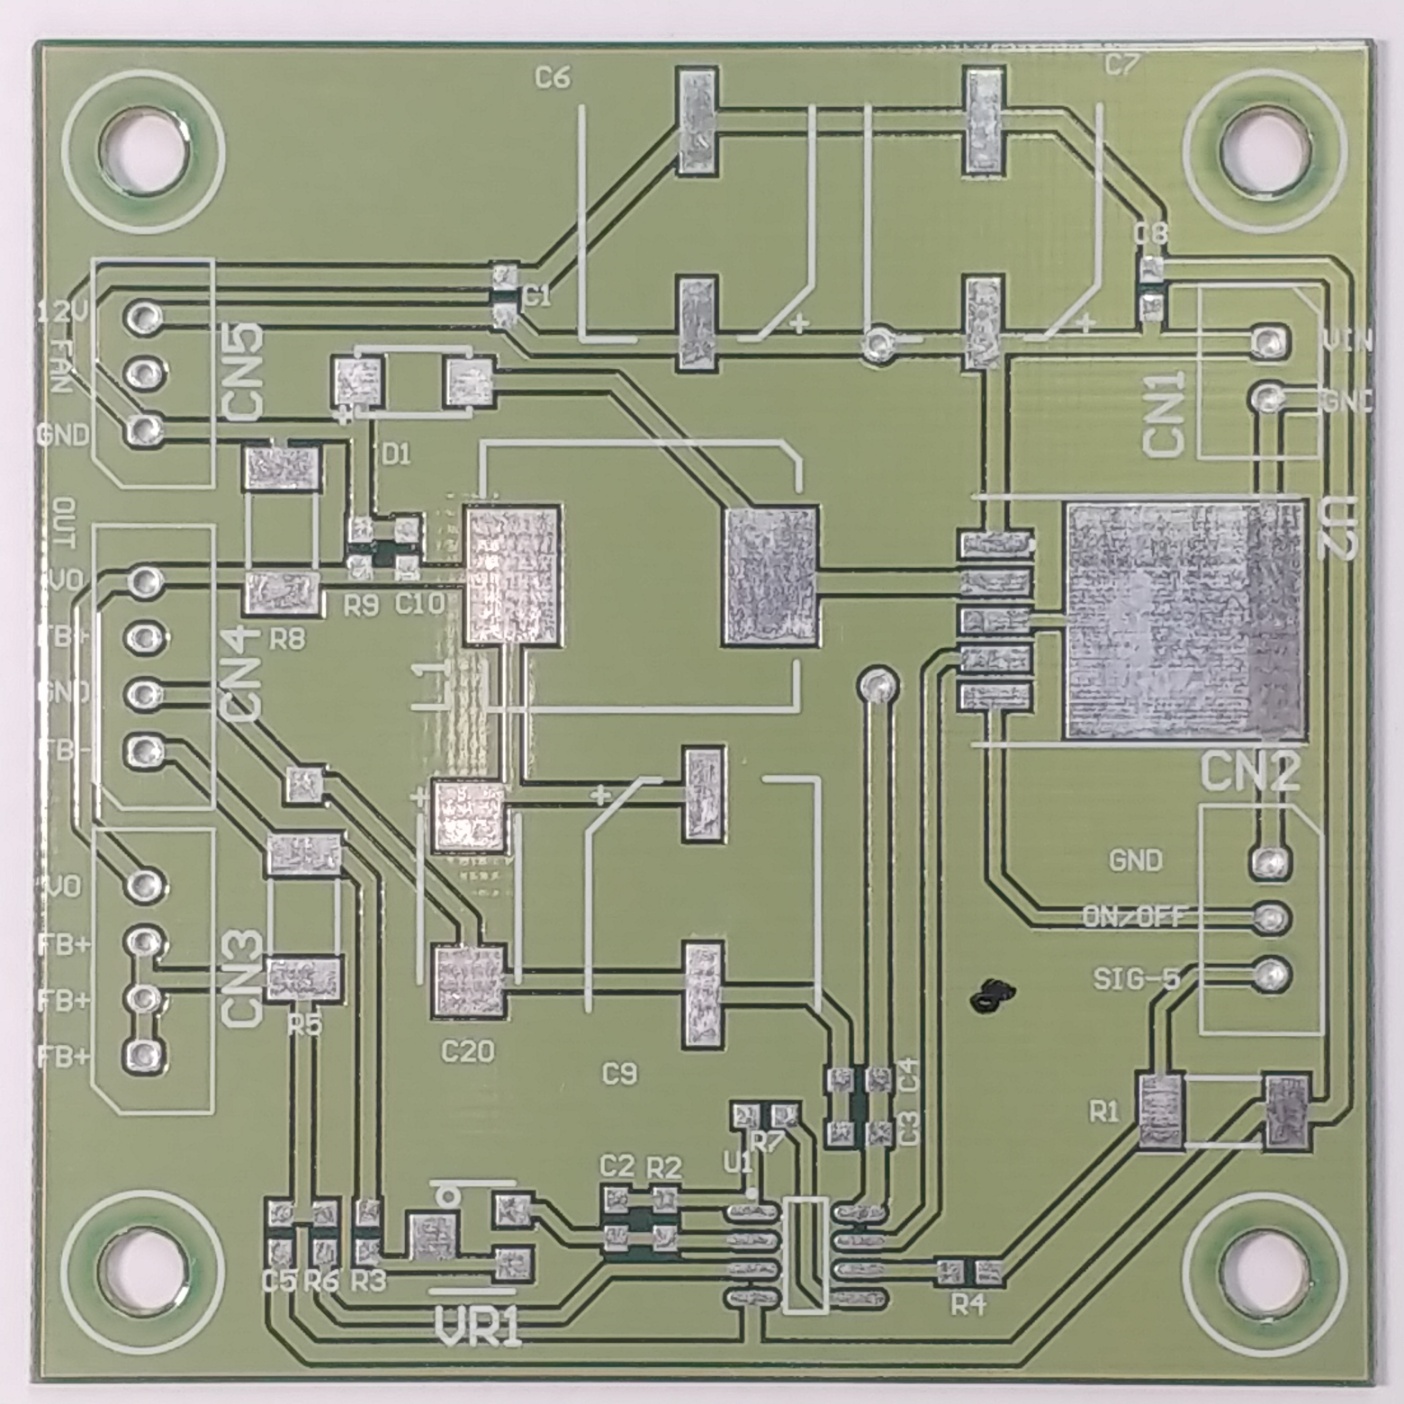 C6
C7
C8
C1
12V
FAN
GND
CN5
VIN
GND
CN1
D1
OUT
U2
VO
FB+
GND
FB-
CN4
R8
R9
C10
L1
+
+
+
+
+
CN2
GND
ON/OFF
SIG-5
VO
FB+
FB+
FB+
CN3
R5
C20
C9
C4
C3
R1
R7
U1
C2
R2
C5
R6
R3
VR1
R4